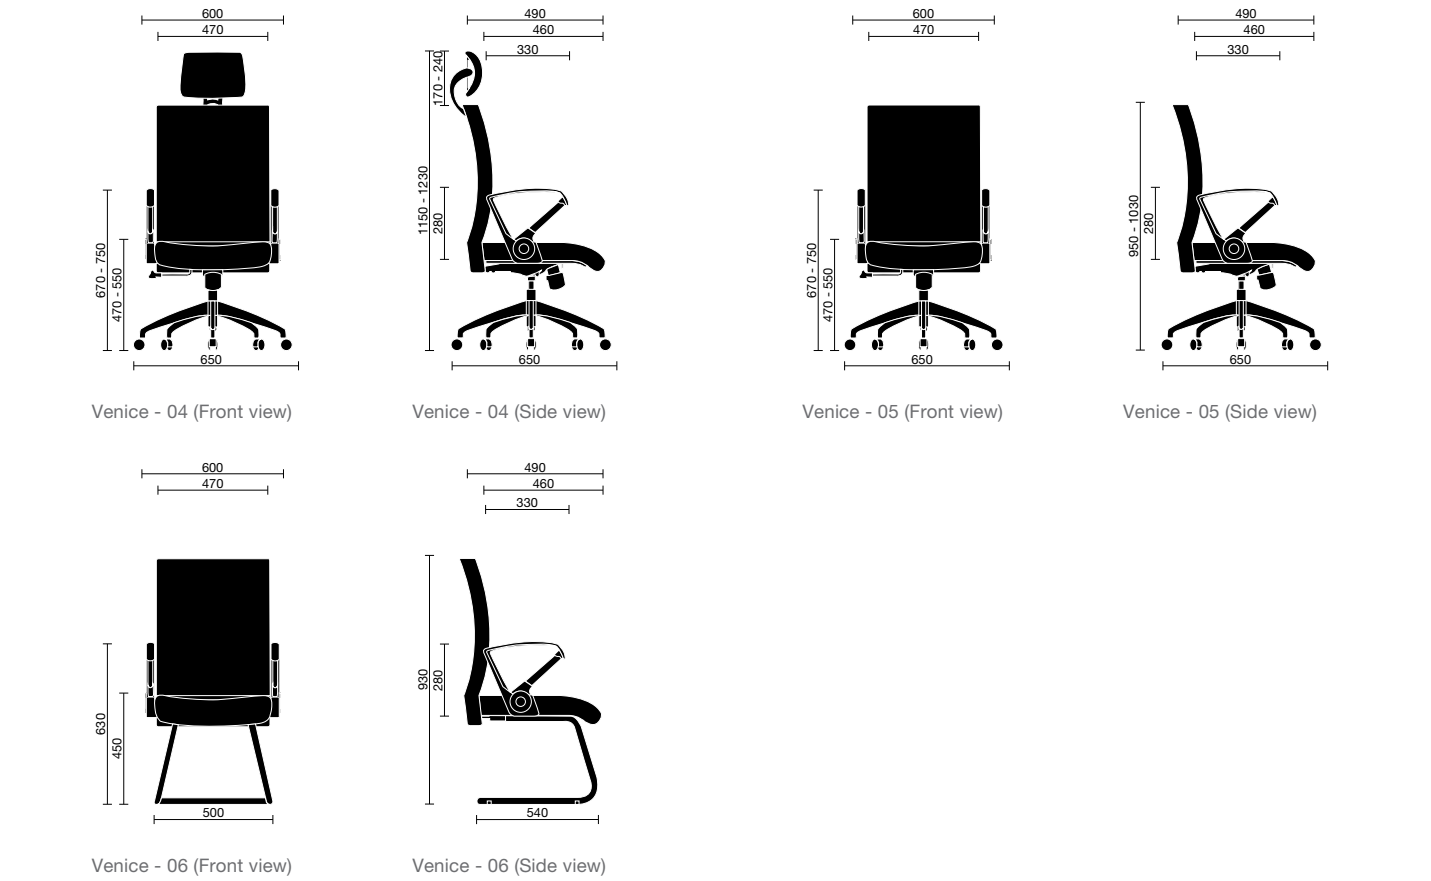 600
470
490
460
330
170 - 240
1150 - 1230
280
670 - 750
470 - 550
650
650
Venice - 04 (Front view)
Venice - 04 (Side view)
600
470
490
460
330
950 - 1030
280
670 - 750
470 - 550
650
650
Venice - 05 (Front view)
Venice - 05 (Side view)
600
470
490
460
330
930
280
630
450
500
540
Venice - 06 (Front view)
Venice - 06 (Side view)